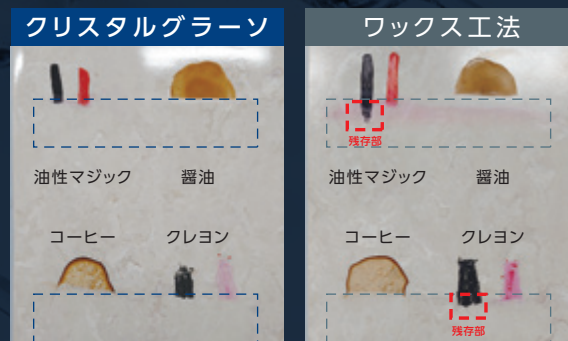 クリスタルグラーソ
油性マジック
醤油
コーヒー
クレヨン
ワックス工法
残存部
油性マジック
醤油
コーヒー
クレヨン
残存部